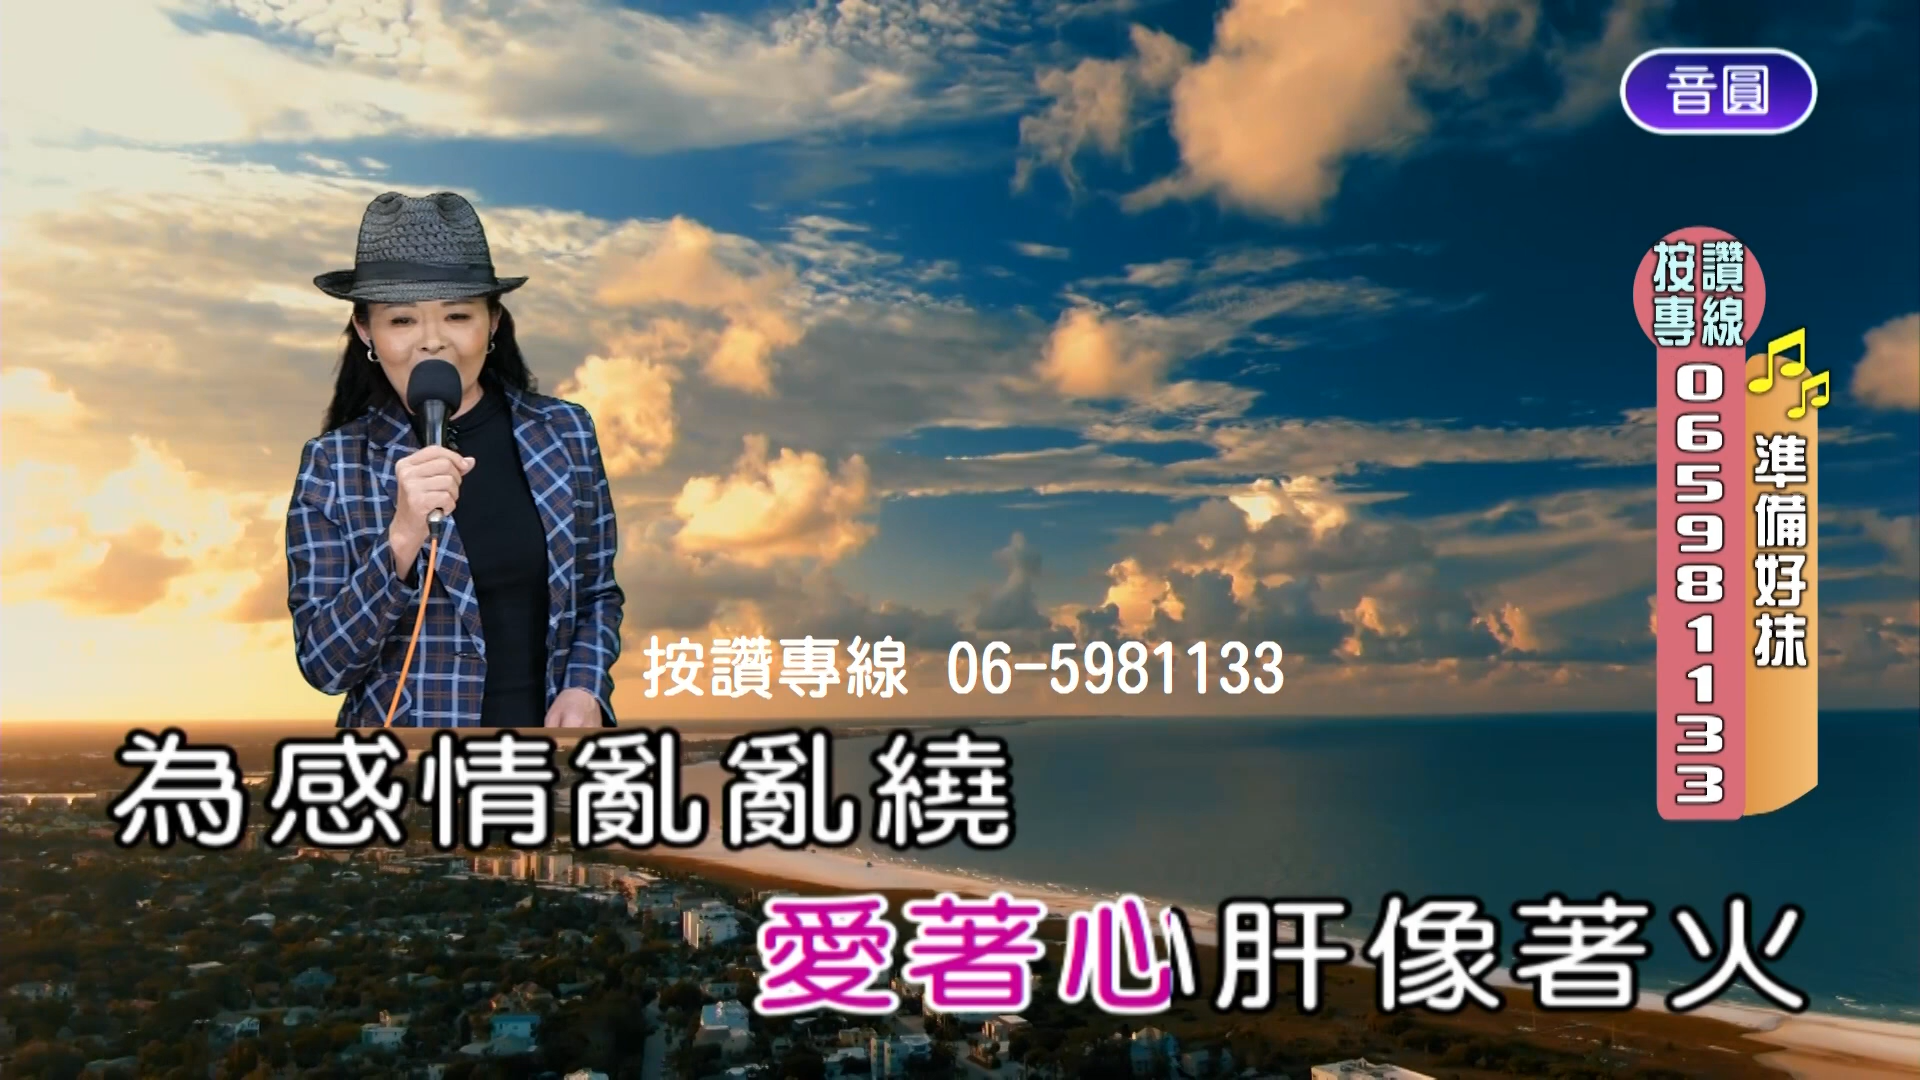 音圓
按讚
專線
065981133
準備好抹
按讚專線 06-5981133
為感情亂亂繞
愛著心肝像著火